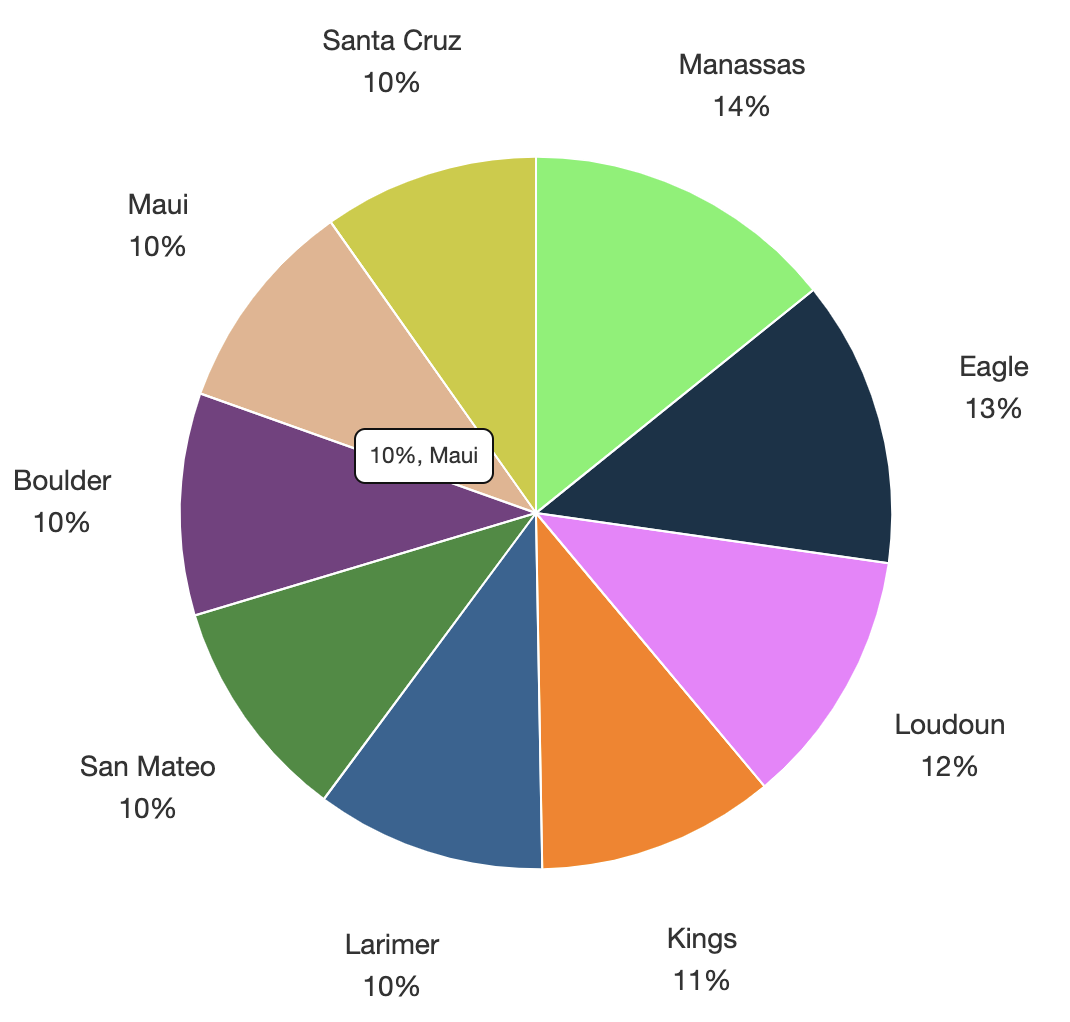 Santa Cruz
10%
Manassas
14%
Maui
10%
Eagle
13%
10%, Maui
Boulder
10%
Loudoun
12%
San Mateo
10%
Larimer
10%
Kings
11%